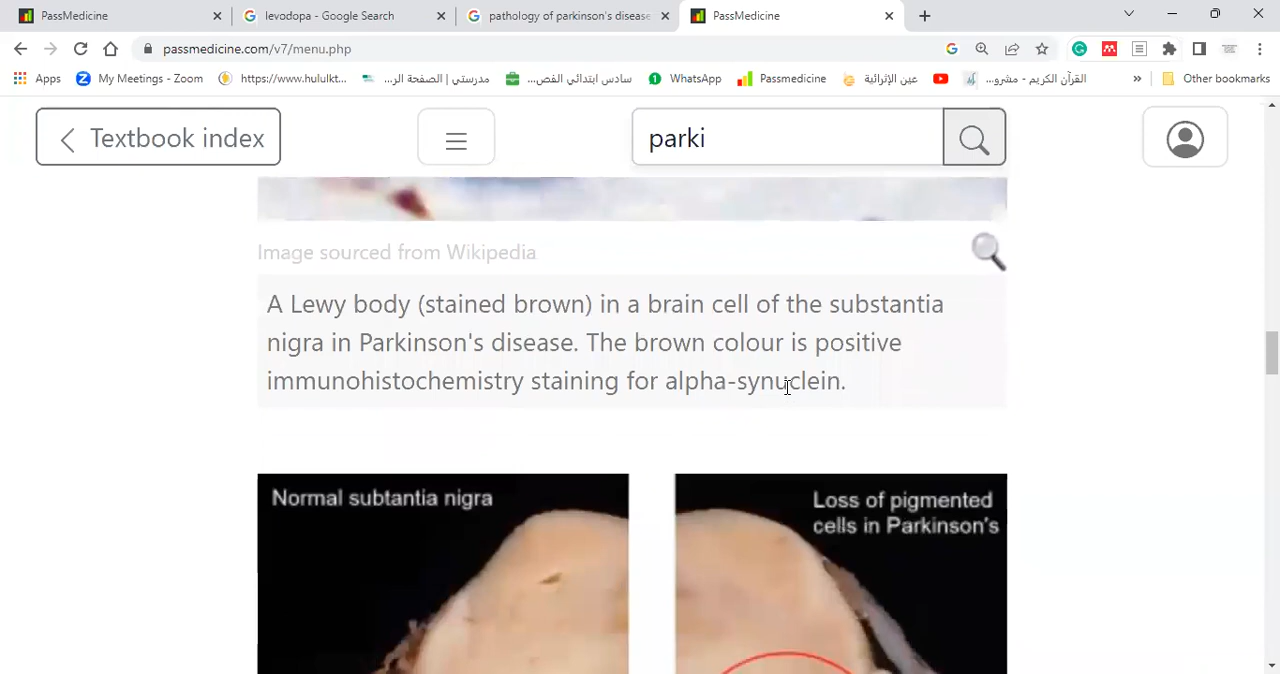 PassMedicine
levodopa - Google Search
pathology of parkinson's disease
PassMedicine
passmedicine.com/v7/menu.php
Apps
My Meetings - Zoom
https://www.hululkt...
مدرستي | الصفحة الر...
سادس ابتدائي الفص...
WhatsApp
Passmedicine
عين الإثرائية
القرآن الكريم - مشرو...
»
Other bookmarks
Textbook index
parki
Image sourced from Wikipedia
A Lewy body (stained brown) in a brain cell of the substantia
nigra in Parkinson's disease. The brown colour is positive
immunohistochemistry staining for alpha-synuclein.
Normal subtantia nigra
Loss of pigmented
cells in Parkinson's